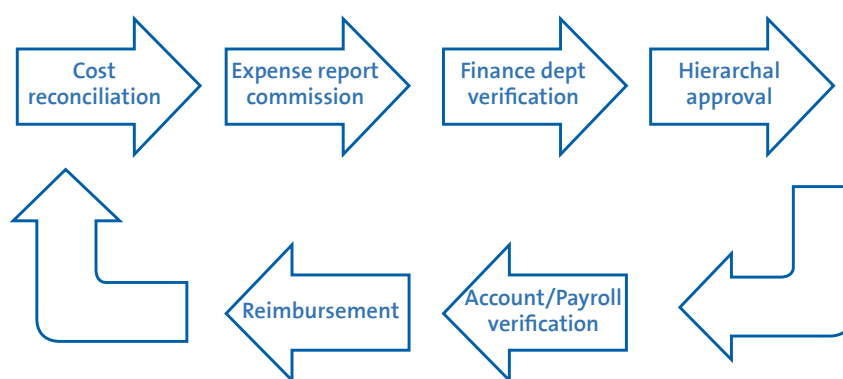 Cost
reconciliation
Expense report
commission
Finance dept
verification
Hierarchal
approval
Reimbursement
Account/Payroll
verification